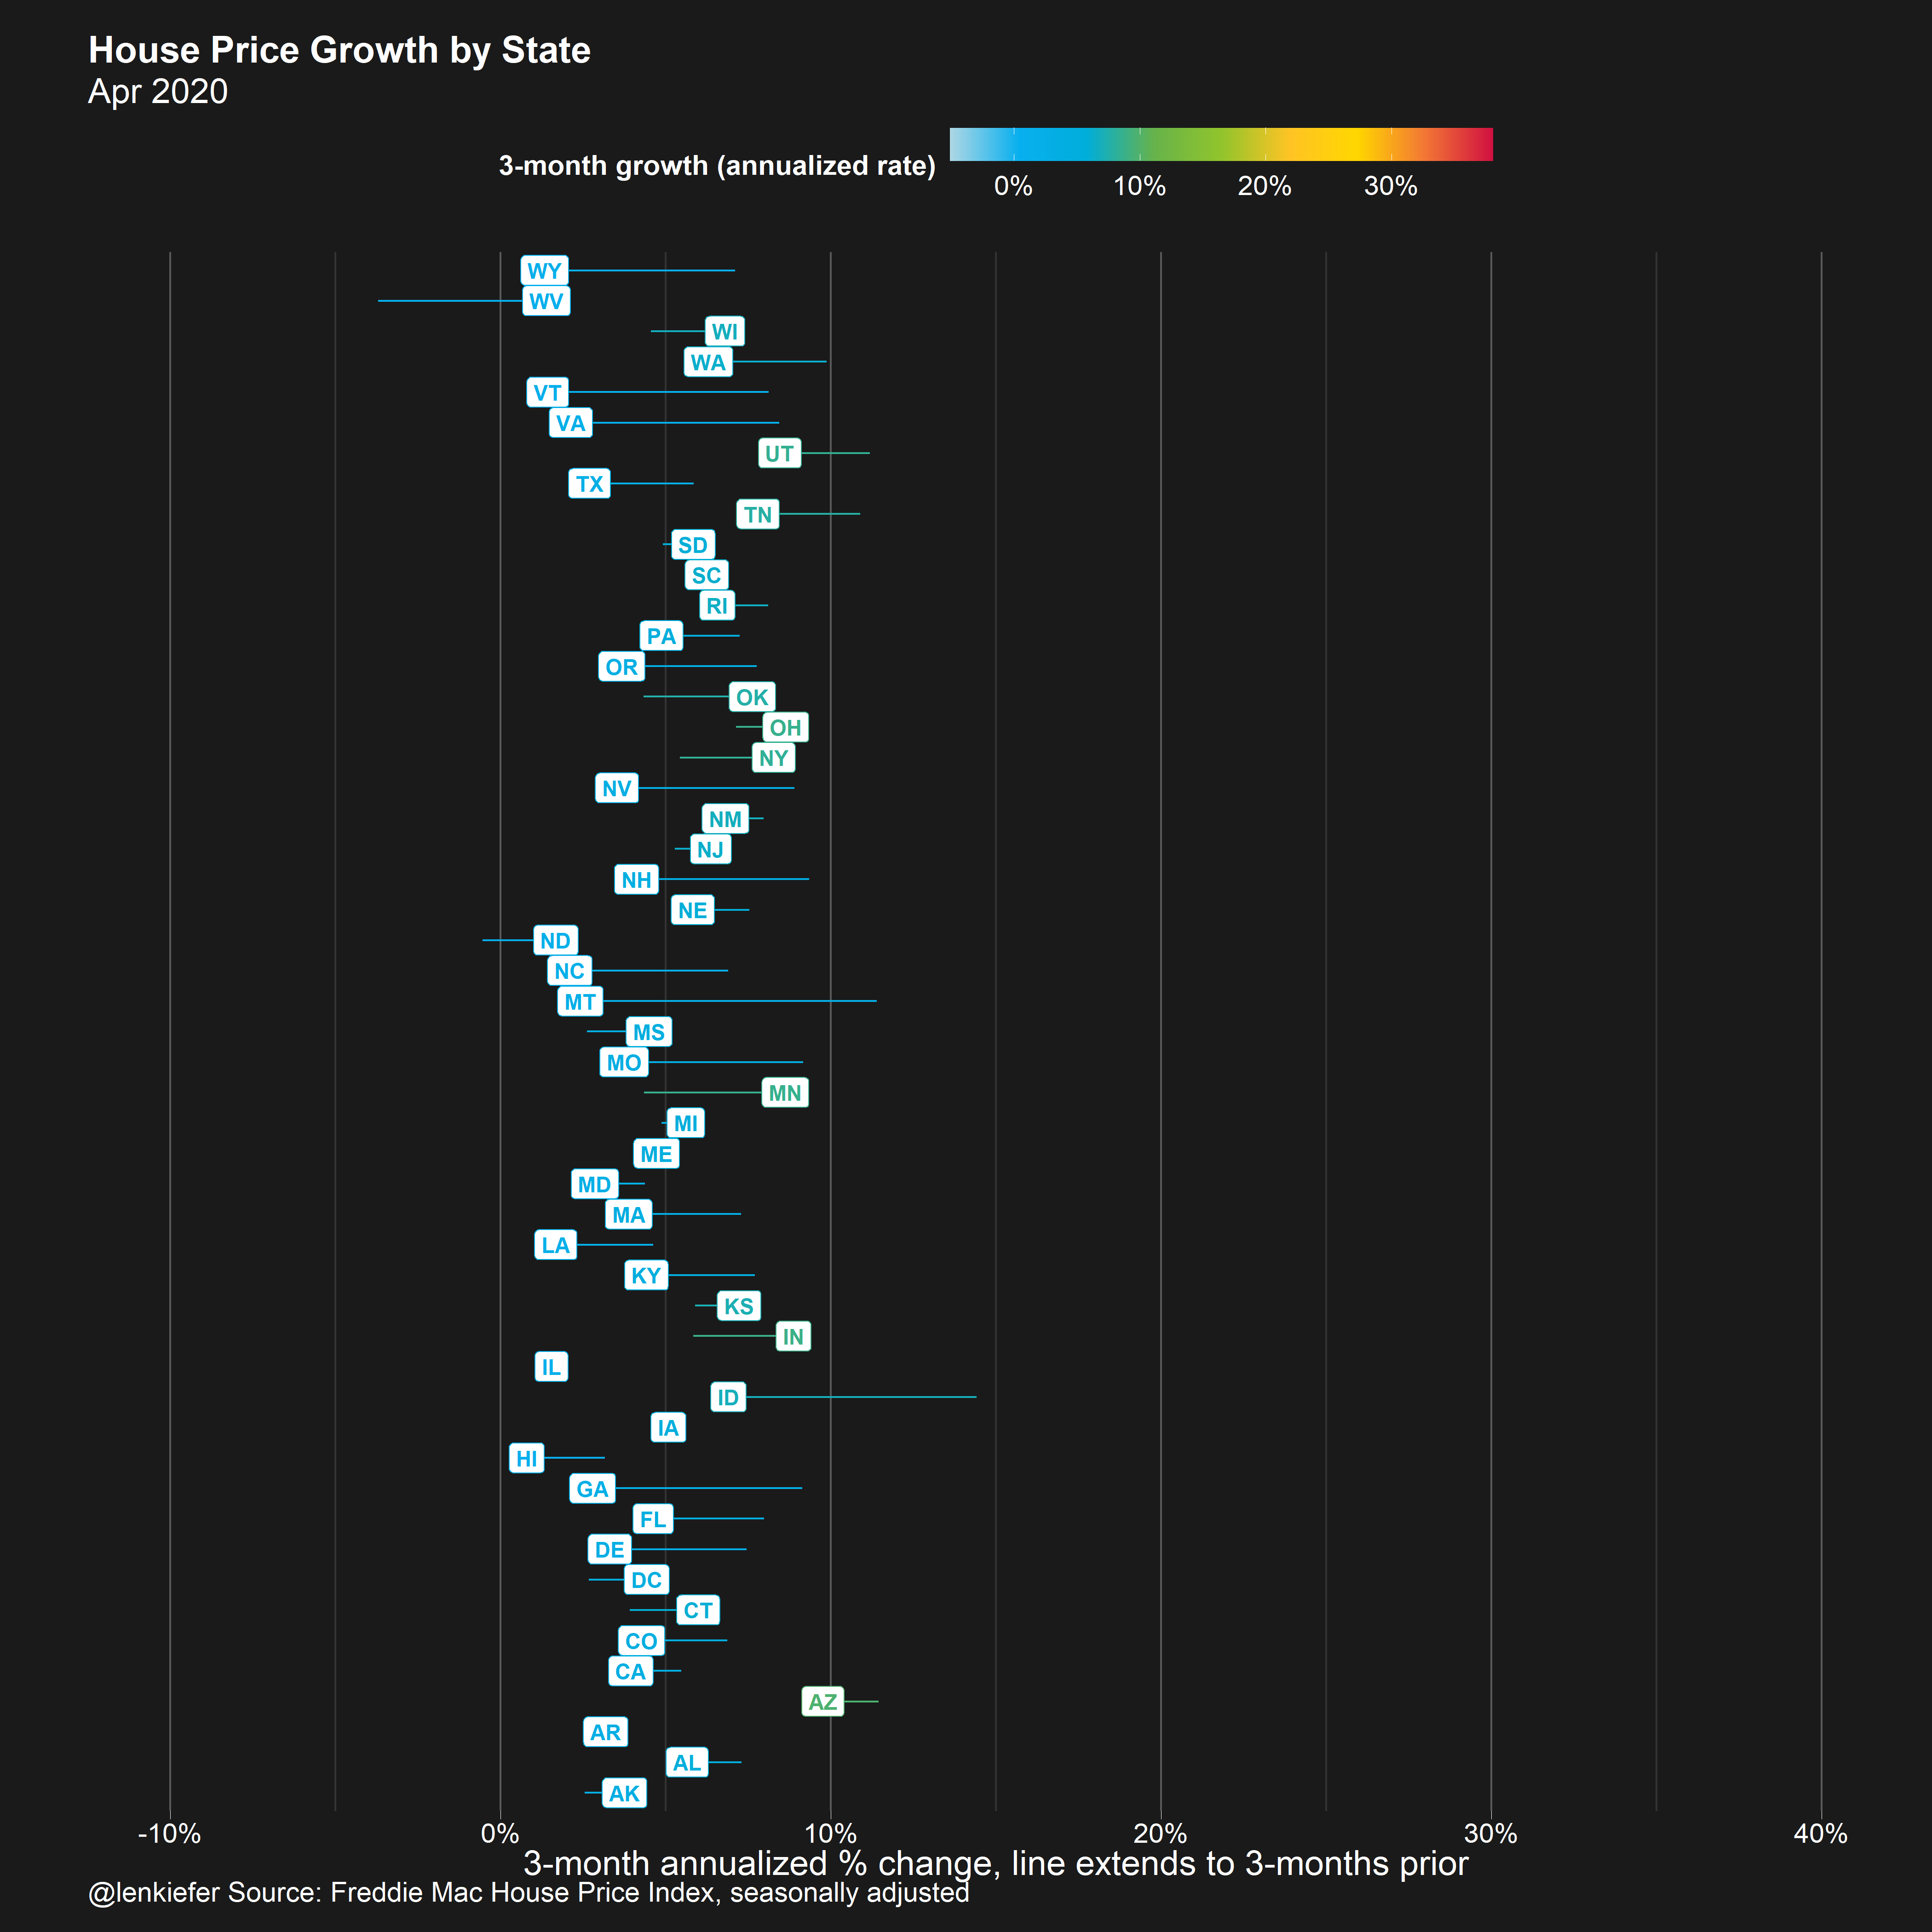 House Price Growth by State
Apr 2020
3-month growth (annualized rate)
0% 10% 20% 30%
WY
WV
WI
WA
VT
VA
UT
TX
TN
SD
SC
RI
PA
OR
OK
OH
NY
NV
NM
NJ
NH
NE
ND
NC
MT
MS
MO
MN
MI
ME
MD
MA
LA
KY
KS
IN
IL
ID
IA
HI
GA
FL
DE
DC
CT
CO
CA
AZ
AR
AL
AK
-10% 0% 10% 20% 30% 40%
3-month annualized % change, line extends to 3-months prior
@lenkiefer Source: Freddie Mac House Price Index, seasonally adjusted